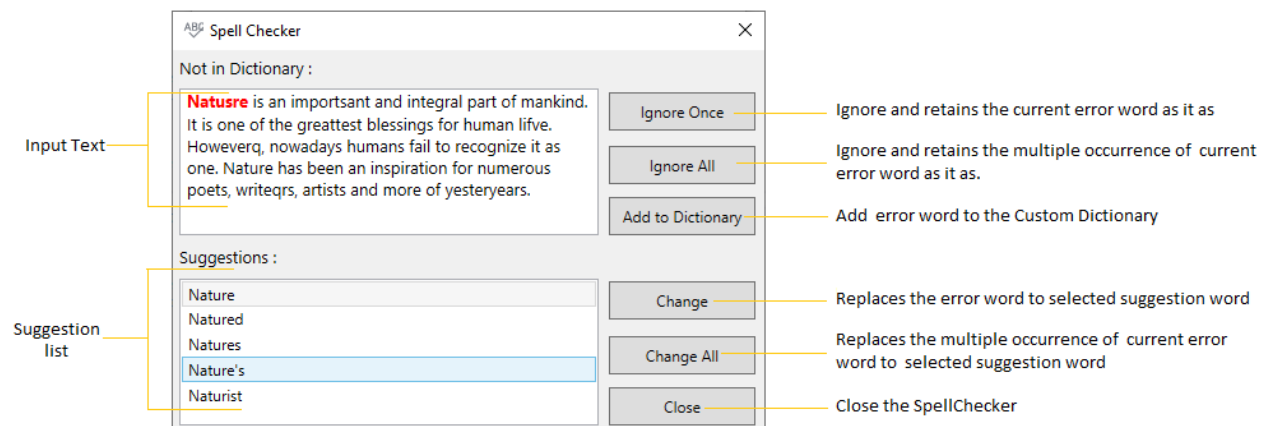 ABC Spell Checker
Not in Dictionary :
Natusre is an importsant and integral part of mankind.
It is one of the greattest blessings for human lifve.
Howeverq, nowadays humans fail to recognize it as
one. Nature has been an inspiration for numerous
poets, writeqrs, artists and more of yesteryears.
Input Text
Ignore Once
Ignore and retains the current error word as it as
Ignore All
Ignore and retains the multiple occurrence of current
error word as it as.
Add to Dictionary
Add error word to the Custom Dictionary
Suggestions :
Nature
Natured
Natures
Nature's
Naturist
Suggestion
list
Change
Replaces the error word to selected suggestion word
Change All
Replaces the multiple occurrence of current error
word to selected suggestion word
Close
Close the SpellChecker